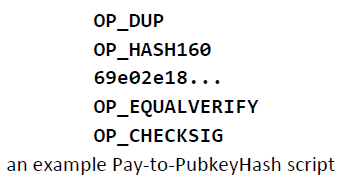 OP_DUP
OP_HASH160
69e02e18...
OP_EQUALVERIFY
OP_CHECKSIG
an example Pay-to-PubkeyHash script